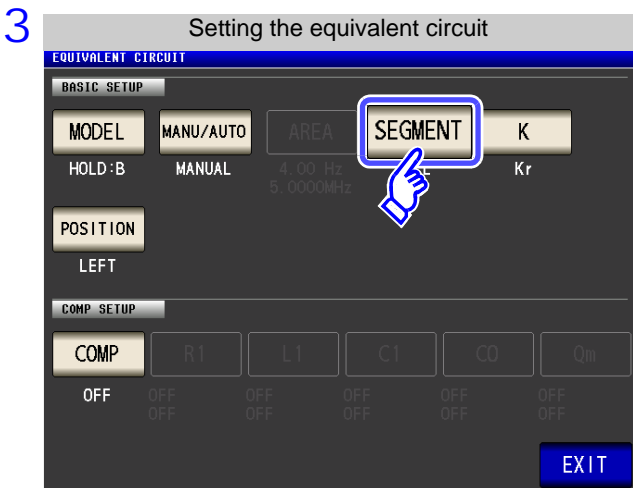 3
Setting the equivalent circuit
EQUIVALENT CIRCUIT
BASIC SETUP
MODEL MANU/AUTO AREA SEGMENT K
HOLD:B MANUAL 4.00 Hz Kr
5.0000MHz
POSITION
LEFT
COMP SETUP
COMP R1 L1 C1 C0 Qm
OFF OFF OFF OFF OFF OFF
OFF OFF OFF OFF OFF
EXIT